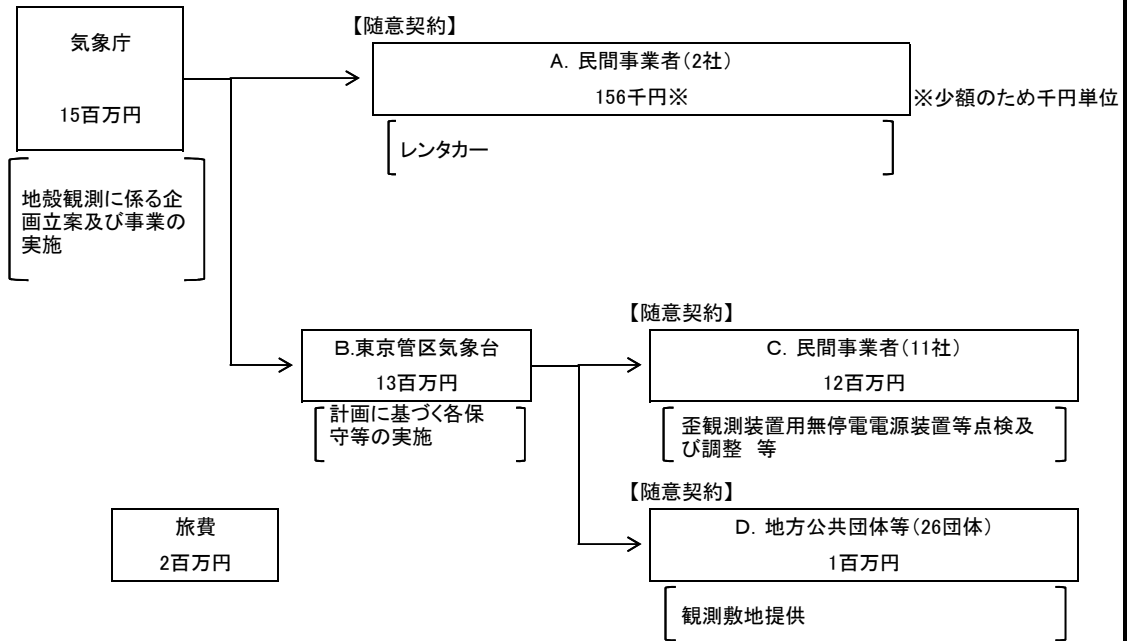 気象庁
15百万円
地殻観測に係る企
画立案及び事業の
実施
【随意契約】
A. 民間事業者(2社)
156千円※
※少額のため千円単位
レンタカー
B.東京管区気象台
13百万円
計画に基づく各保
守等の実施
【随意契約】
C. 民間事業者(11社)
12百万円
歪観測装置用無停電電源装置等点検及
び調整 等
【随意契約】
D. 地方公共団体等(26団体)
1百万円
観測敷地提供
旅費
2百万円